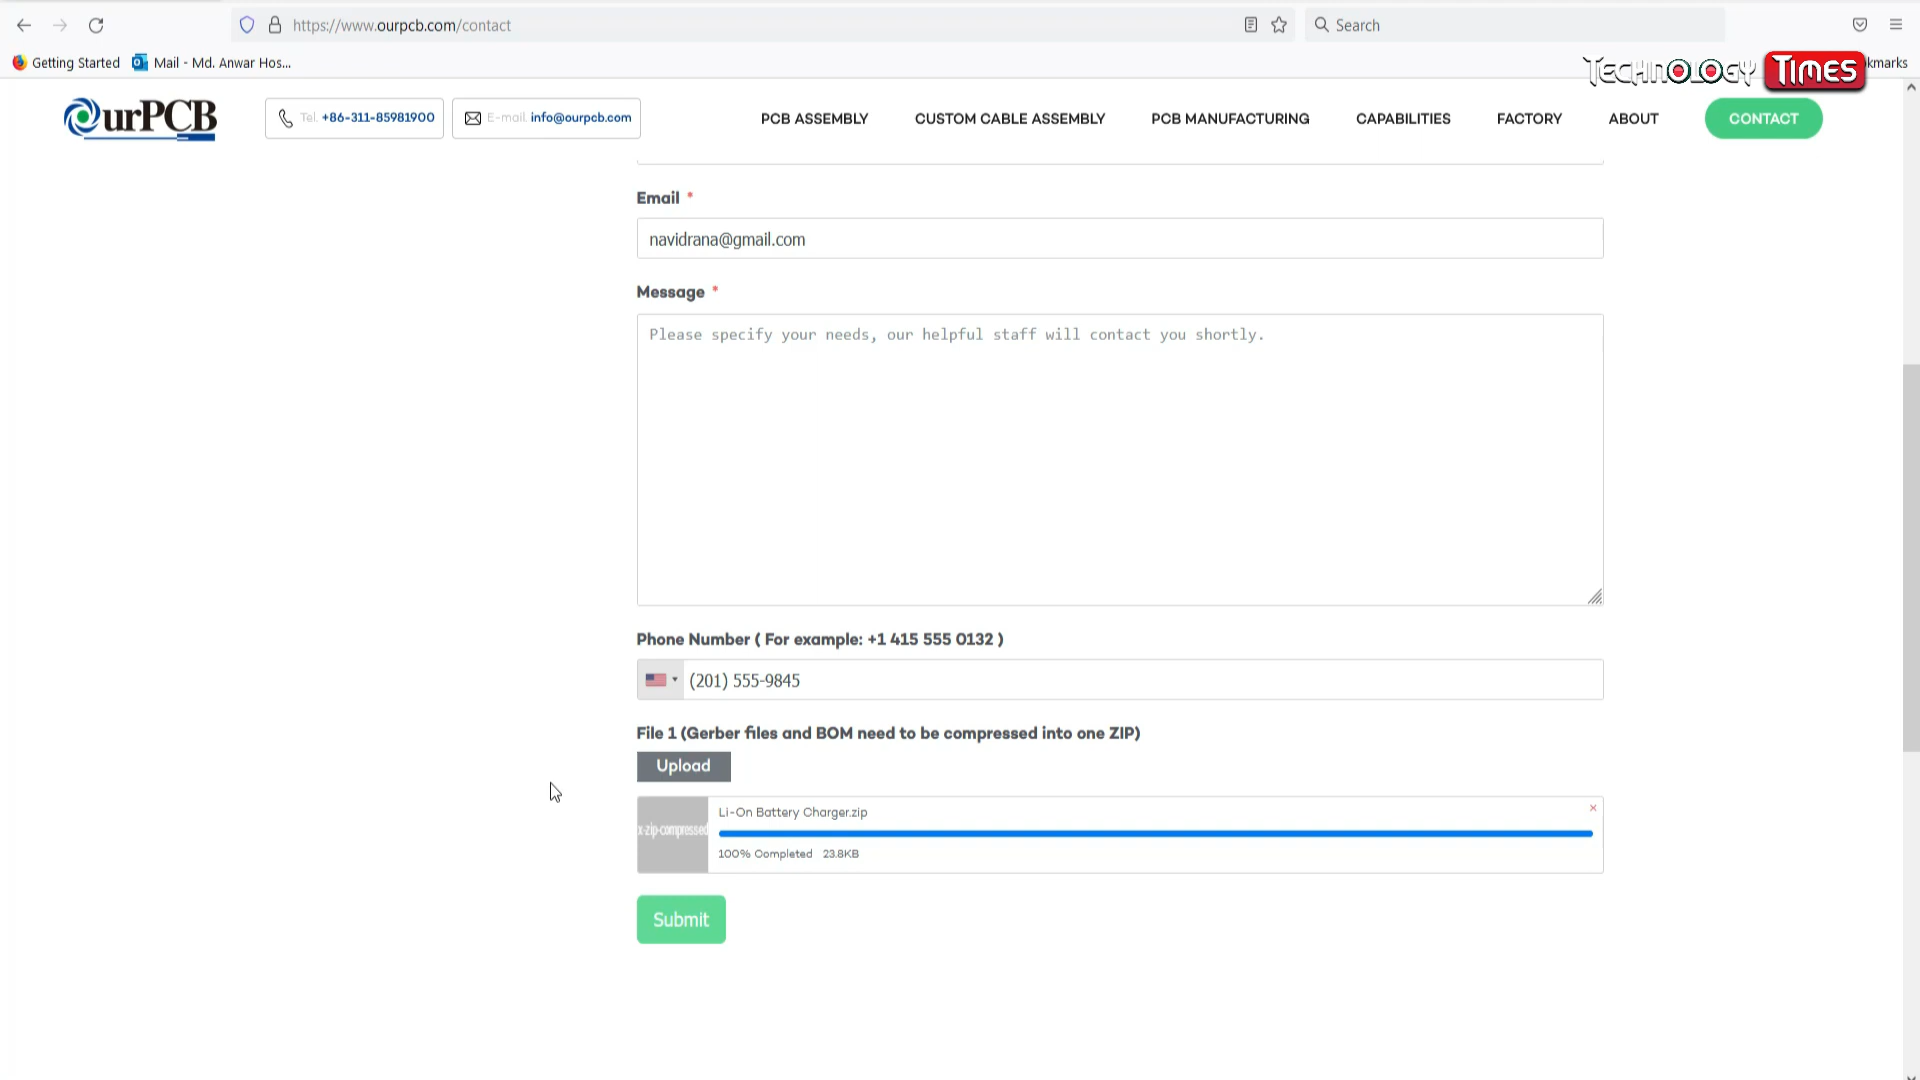 https://www.ourpcb.com/contact
Search
Getting Started
Mail - Md. Anwar Hos...
kmarks
TECHNOLOGY TIMES
OurPCB
Tel. +86-311-85981900
E-mail. info@ourpcb.com
PCB ASSEMBLY
CUSTOM CABLE ASSEMBLY
PCB MANUFACTURING
CAPABILITIES
FACTORY
ABOUT
CONTACT
Email *
navidrana@gmail.com
Message *
Please specify your needs, our helpful staff will contact you shortly.
Phone Number ( For example: +1 415 555 0132 )
(201) 555-9845
File 1 (Gerber files and BOM need to be compressed into one ZIP)
Upload
x-zip-compressed
Li-On Battery Charger.zip
100% Completed 23.8KB
Submit